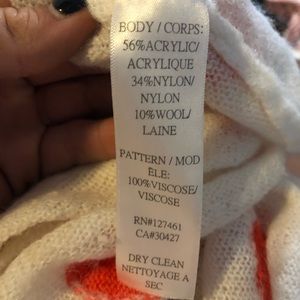 BODY / CORPS:
56%ACRYLIC/
ACRYLIQUE
34%NYLON/
NYLON
10%WOOL/
LAINE
PATTERN / MOD
ÈLE:
100%VISCOSE/
VISCOSE
RN#127461
CA#30427
DRY CLEAN
NETTOYAGE A
SEC